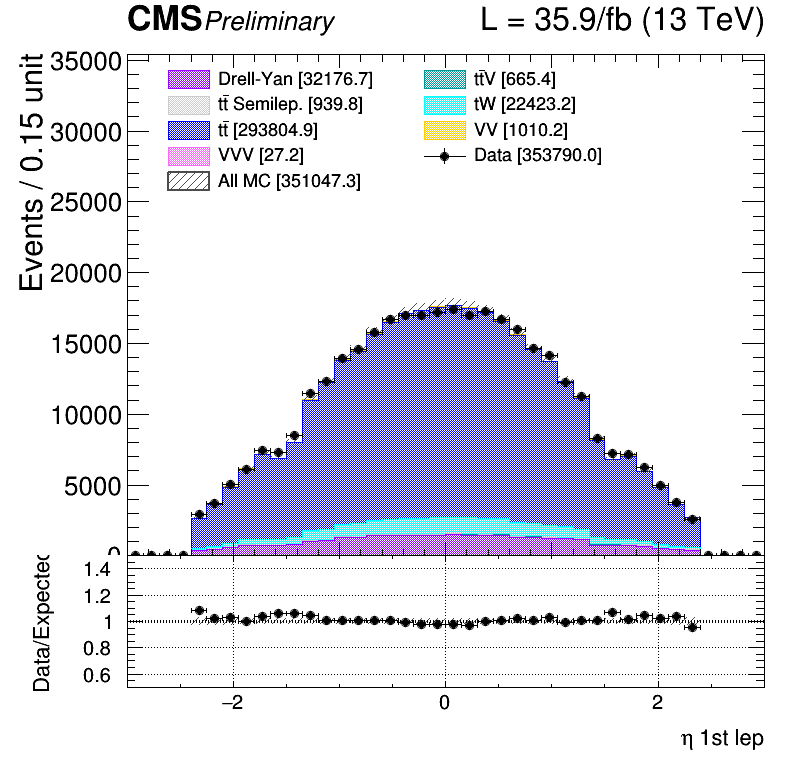 CMS Preliminary L = 35.9/fb (13 TeV)
Events / 0.15 unit
35000
30000
25000
20000
15000
10000
5000
0
Drell-Yan [32176.7]
tt̄ Semilep. [939.8]
tt̄ [293804.9]
VVV [27.2]
All MC [351047.3]
tt̄V [665.4]
tW [22423.2]
VV [1010.2]
Data [353790.0]
Data/Expected
1.4
1.2
1
0.8
0.6
−2 0 2
η 1st lep